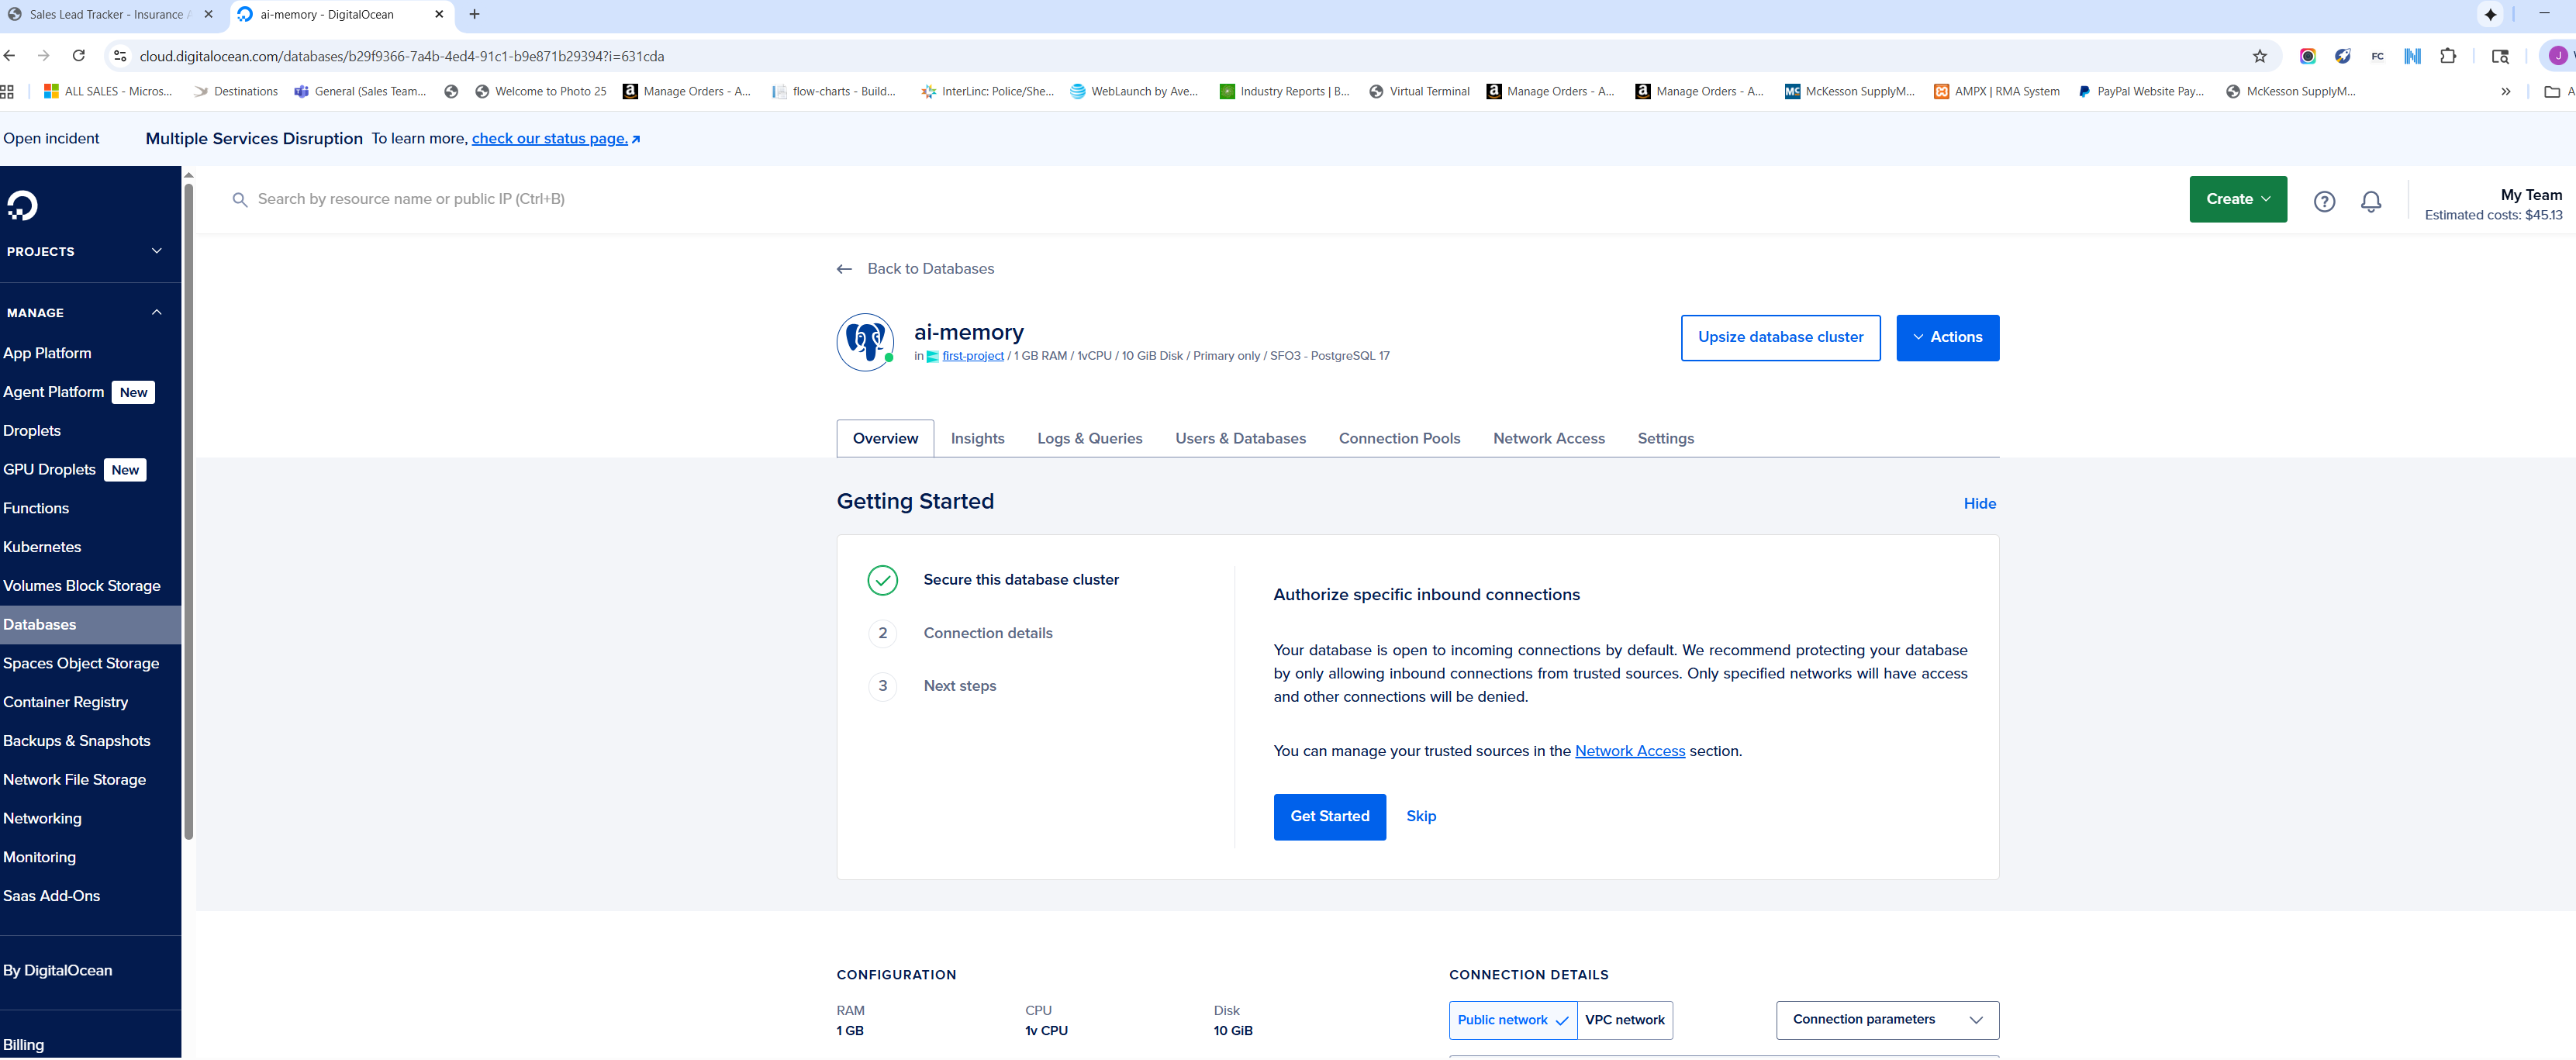 Sales Lead Tracker - Insurance
ai-memory - DigitalOcean
cloud.digitalocean.com/databases/b29f9366-7a4b-4ed4-91c1-b9e871b29394?i=631cda
FC
J
ALL SALES - Micros...
Destinations
General (Sales Team...
Welcome to Photo 25
Manage Orders - A...
flow-charts - Build...
InterLinc: Police/She...
WebLaunch by Ave...
Industry Reports | B...
Virtual Terminal
Manage Orders - A...
Manage Orders - A...
McKesson SupplyM...
AMPX | RMA System
PayPal Website Pay...
McKesson SupplyM...
Open incident
Multiple Services Disruption To learn more, check our status page.
Search by resource name or public IP (Ctrl+B)
Create
My Team
Estimated costs: $45.13
PROJECTS
MANAGE
App Platform
Agent Platform New
Droplets
GPU Droplets New
Functions
Kubernetes
Volumes Block Storage
Databases
Spaces Object Storage
Container Registry
Backups & Snapshots
Network File Storage
Networking
Monitoring
Saas Add-Ons
By DigitalOcean
Billing
Back to Databases
ai-memory
in first-project / 1 GB RAM / 1vCPU / 10 GiB Disk / Primary only / SFO3 - PostgreSQL 17
Upsize database cluster
Actions
Overview
Insights
Logs & Queries
Users & Databases
Connection Pools
Network Access
Settings
Getting Started
Hide
Secure this database cluster
2 Connection details
3 Next steps
Authorize specific inbound connections
Your database is open to incoming connections by default. We recommend protecting your database
by only allowing inbound connections from trusted sources. Only specified networks will have access
and other connections will be denied.
You can manage your trusted sources in the Network Access section.
Get Started
Skip
CONFIGURATION
RAM
1 GB
CPU
1v CPU
Disk
10 GiB
CONNECTION DETAILS
Public network
VPC network
Connection parameters